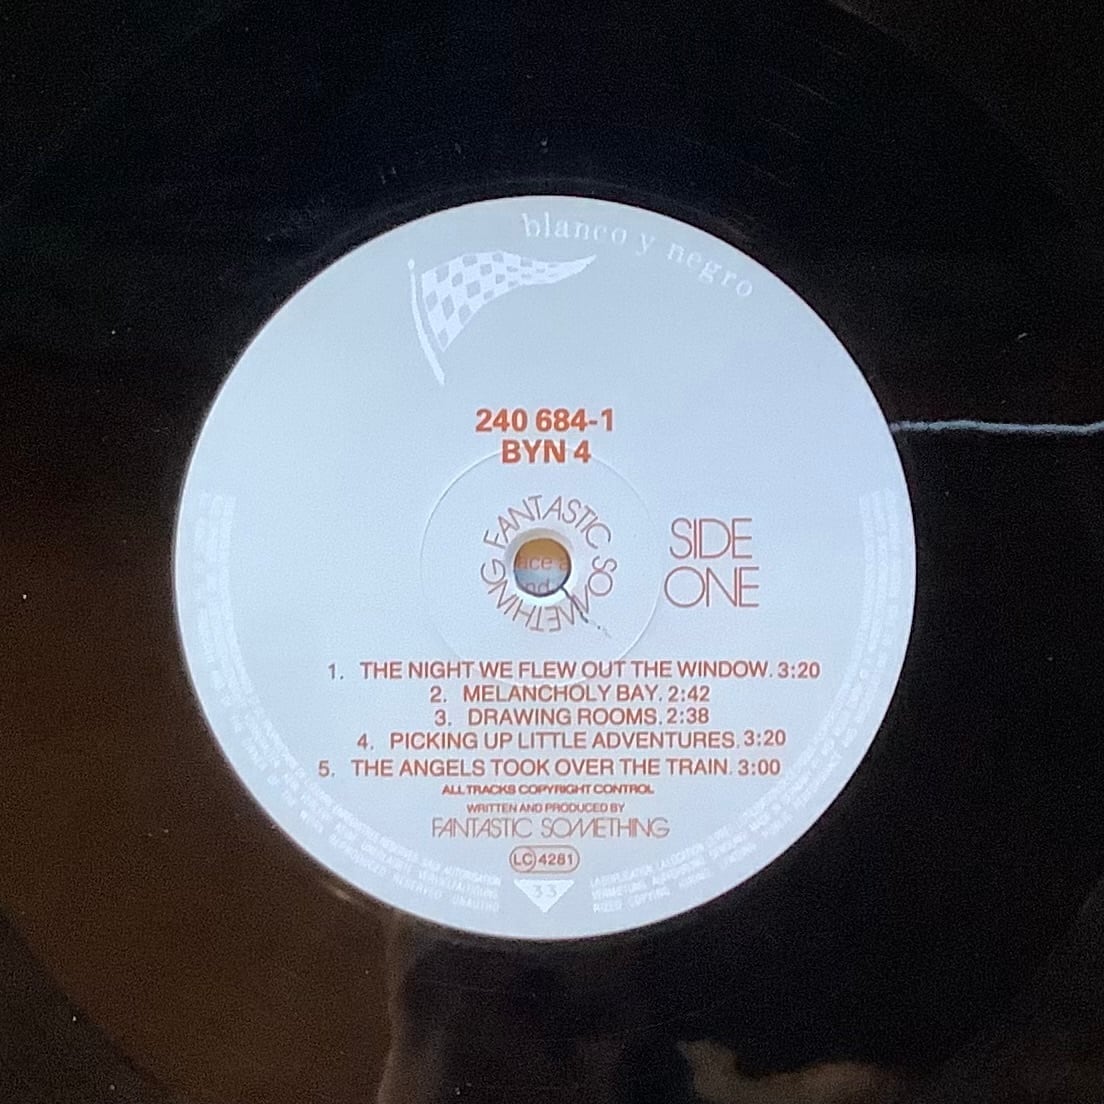 blanco y negro
240 684-1
BYN 4
FANTASTIC SOMETHING
SIDE
ONE
1. THE NIGHT WE FLEW OUT THE WINDOW. 3:20
2. MELANCHOLY BAY. 2:42
3. DRAWING ROOMS. 2:38
4. PICKING UP LITTLE ADVENTURES. 3:20
5. THE ANGELS TOOK OVER THE TRAIN. 3:00
ALL TRACKS COPYRIGHT CONTROL
WRITTEN AND PRODUCED BY
FANTASTIC SOMETHING
LC 4281
33